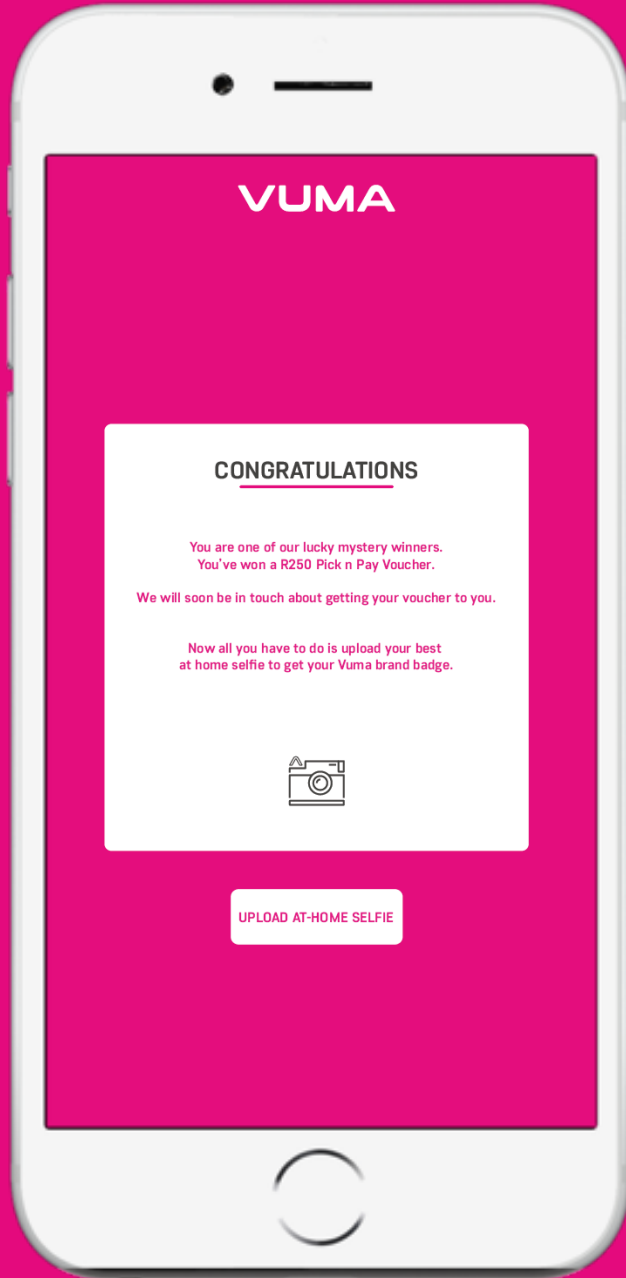 VUMA
CONGRATULATIONS
You are one of our lucky mystery winners.
You've won a R250 Pick n Pay Voucher.
We will soon be in touch about getting your voucher to you.
Now all you have to do is upload your best
at home selfie to get your Vuma brand badge.
UPLOAD AT-HOME SELFIE